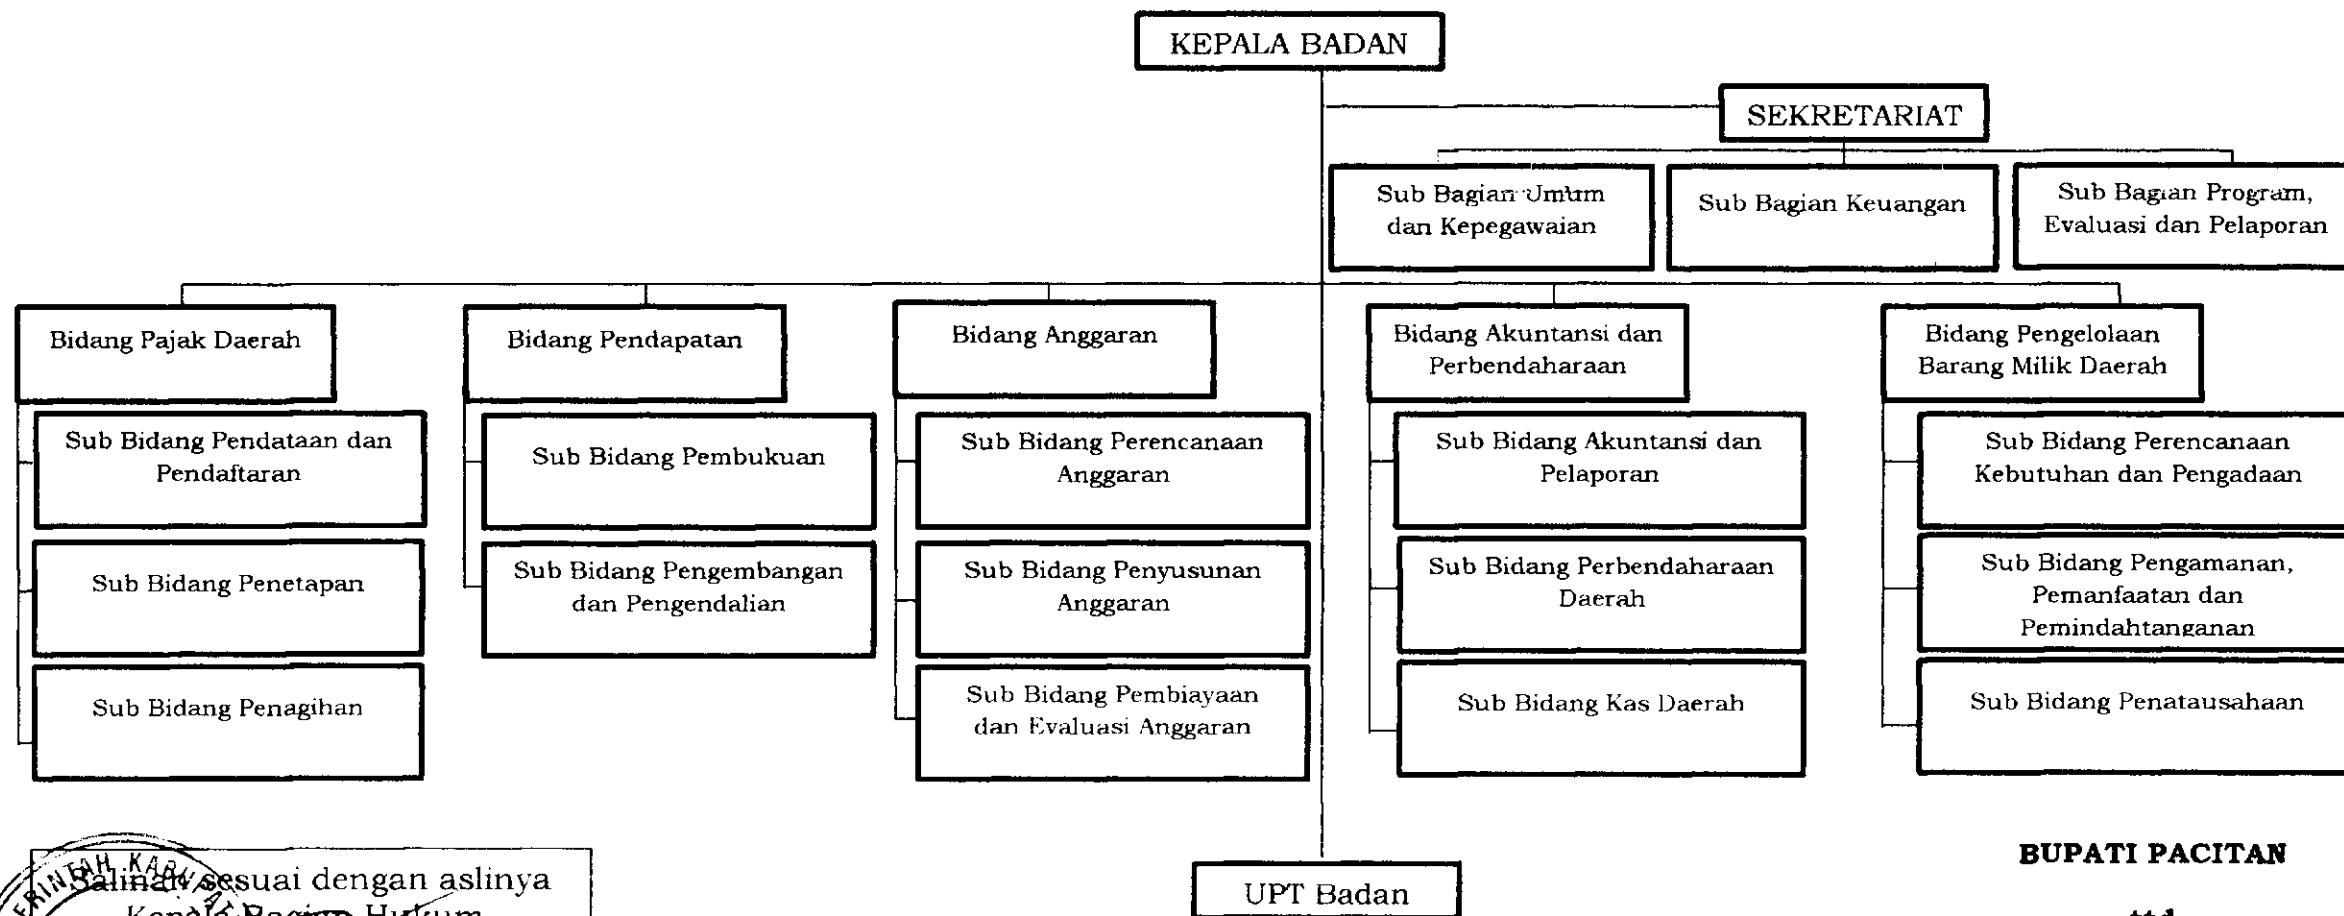 KEPALA BADAN
SEKRETARIAT
Sub Bagian Umum
dan Kepegawaian
Sub Bagian Keuangan
Sub Bagian Program,
Evaluasi dan Pelaporan
Bidang Pajak Daerah
Sub Bidang Pendataan dan
Pendaftaran
Sub Bidang Penetapan
Sub Bidang Penagihan
Bidang Pendapatan
Sub Bidang Pembukuan
Sub Bidang Pengembangan
dan Pengendalian
Bidang Anggaran
Sub Bidang Perencanaan
Anggaran
Sub Bidang Penyusunan
Anggaran
Sub Bidang Pembiayaan
dan Evaluasi Anggaran
Bidang Akuntansi dan
Perbendaharaan
Sub Bidang Akuntansi dan
Pelaporan
Sub Bidang Perbendaharaan
Daerah
Sub Bidang Kas Daerah
Bidang Pengelolaan
Barang Milik Daerah
Sub Bidang Perencanaan
Kebutuhan dan Pengadaan
Sub Bidang Pengamanan,
Pemanfaatan dan
Pemindahtanganan
Sub Bidang Penatausahaan
UPT Badan
Salinan sesuai dengan aslinya
Kepala Bagian Hukum
BUPATI PACITAN
ttd